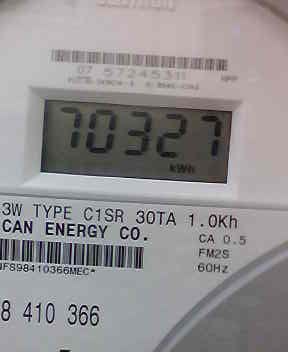 07 57245311
70327
kWh
3W TYPE C1SR 30TA 1.0Kh
CAN ENERGY CO.
CA 0.5
FM2S
60Hz
NFS98410366MEC*
8 410 366